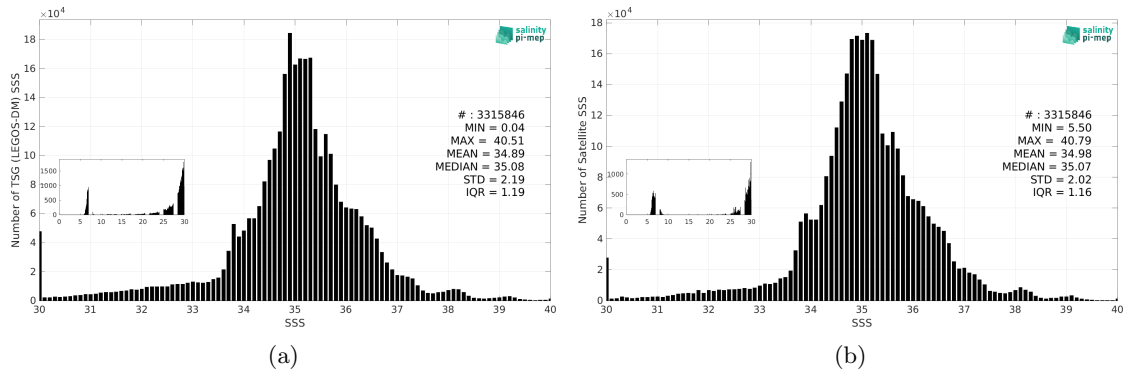 ×10⁴
salinity
pi-mep
18
16
14
12
10
8
6
4
2
0
Number of TSG (LEGOS-DM) SSS
# : 3315846
MIN = 0.04
MAX = 40.51
MEAN = 34.89
MEDIAN = 35.08
STD = 2.19
IQR = 1.19
1500
1000
500
0
0 5 10 15 20 25 30
30 31 32 33 34 35 36 37 38 39 40
SSS
(a)
×10⁴
salinity
pi-mep
18
16
14
12
10
8
6
4
2
0
Number of Satellite SSS
# : 3315846
MIN = 5.50
MAX = 40.79
MEAN = 34.98
MEDIAN = 35.07
STD = 2.02
IQR = 1.16
1000
500
0
0 5 10 15 20 25 30
30 31 32 33 34 35 36 37 38 39 40
SSS
(b)